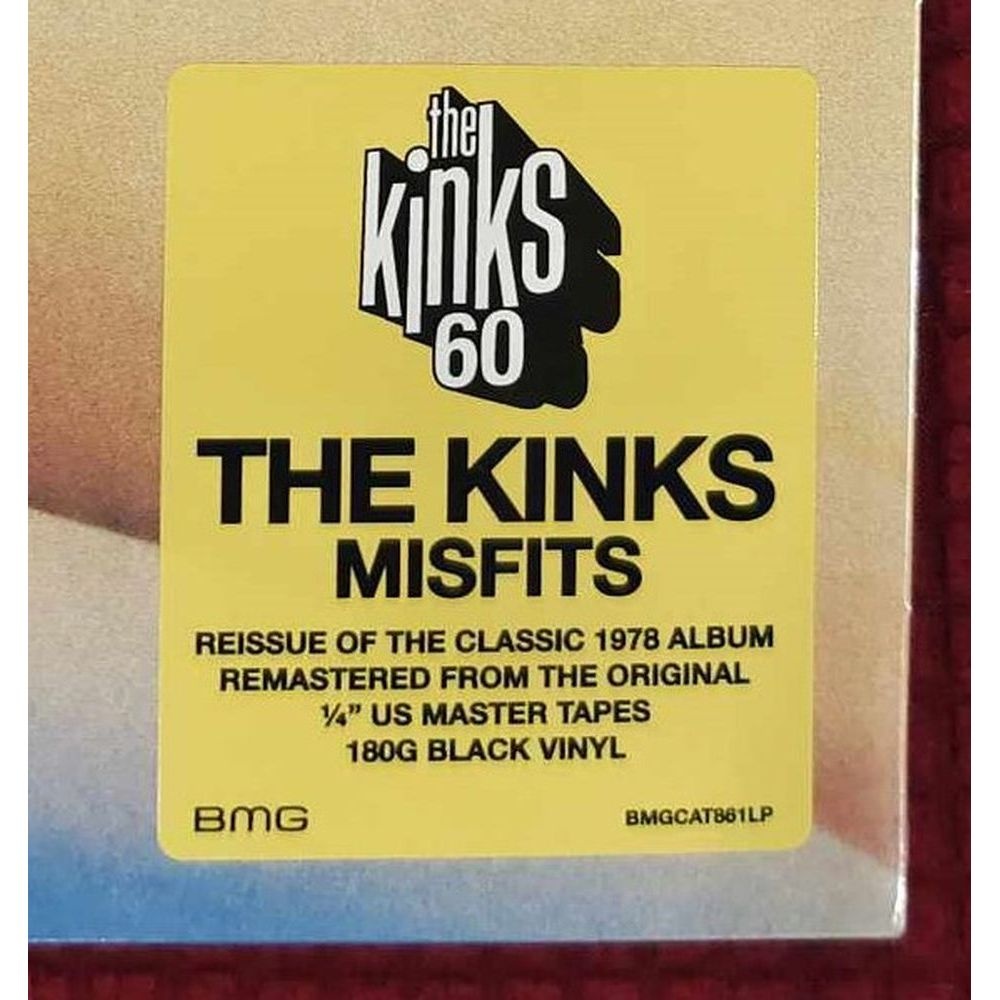 the
kinks
60
THE KINKS
MISFITS
REISSUE OF THE CLASSIC 1978 ALBUM
REMASTERED FROM THE ORIGINAL
¼” US MASTER TAPES
180G BLACK VINYL
BMG
BMGCAT861LP